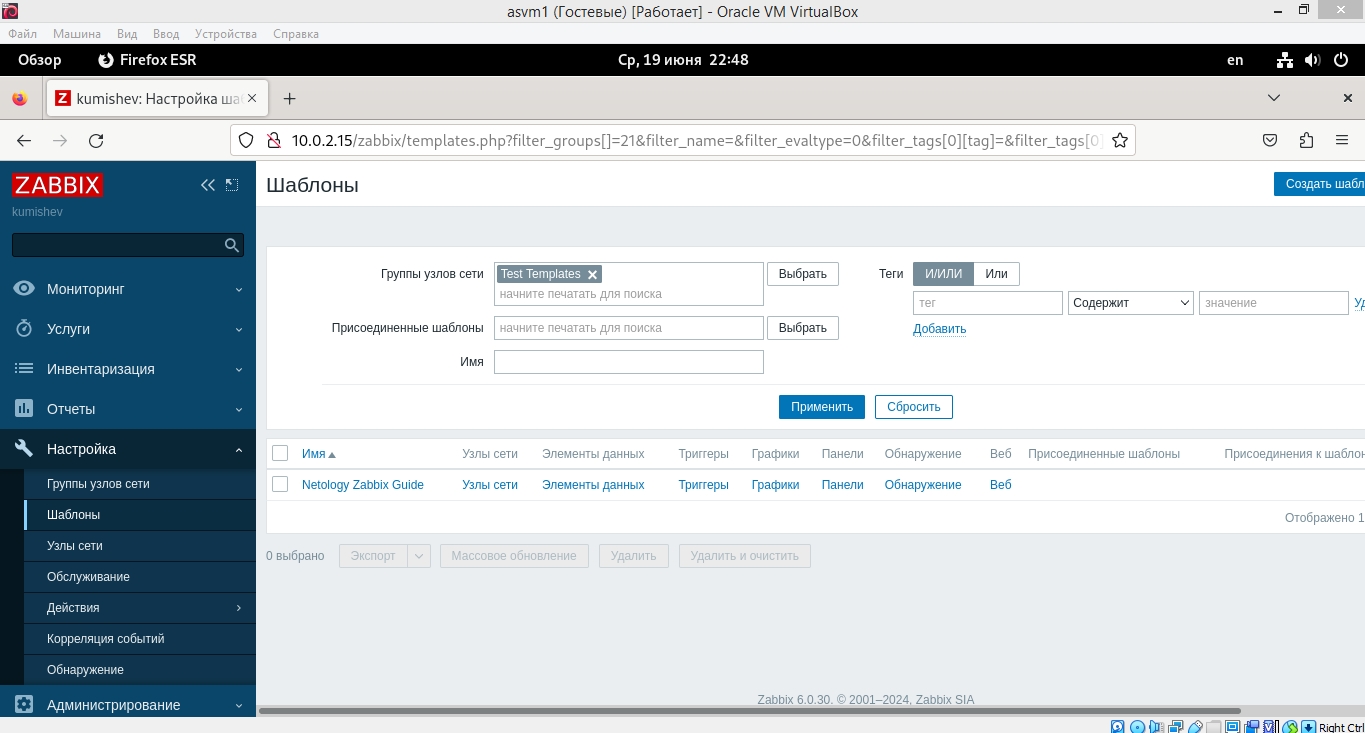 asvm1 (Гостевые) [Работает] - Oracle VM VirtualBox
Файл Машина Вид Ввод Устройства Справка
Обзор Firefox ESR Ср, 19 июня 22:48 en
Z kumishev: Настройка ша
10.0.2.15/zabbix/templates.php?filter_groups[]=21&filter_name=&filter_evaltype=0&filter_tags[0][tag]=&filter_tags[0]
ZABBIX
kumishev
Мониторинг
Услуги
Инвентаризация
Отчеты
Настройка
Группы узлов сети
Шаблоны
Узлы сети
Обслуживание
Действия
Корреляция событий
Обнаружение
Администрирование
Шаблоны
Создать шабл
Группы узлов сети Test Templates Выбрать
начните печатать для поиска
Присоединенные шаблоны начните печатать для поиска Выбрать
Имя
Теги И/ИЛИ Или
тег Содержит значение Уд
Добавить
Применить Сбросить
Имя Узлы сети Элементы данных Триггеры Графики Панели Обнаружение Веб Присоединенные шаблоны Присоединения к шаблон
Netology Zabbix Guide Узлы сети Элементы данных Триггеры Графики Панели Обнаружение Веб
Отображено 1
0 выбрано Экспорт Массовое обновление Удалить Удалить и очистить
Zabbix 6.0.30. © 2001–2024, Zabbix SIA
Right Ctrl